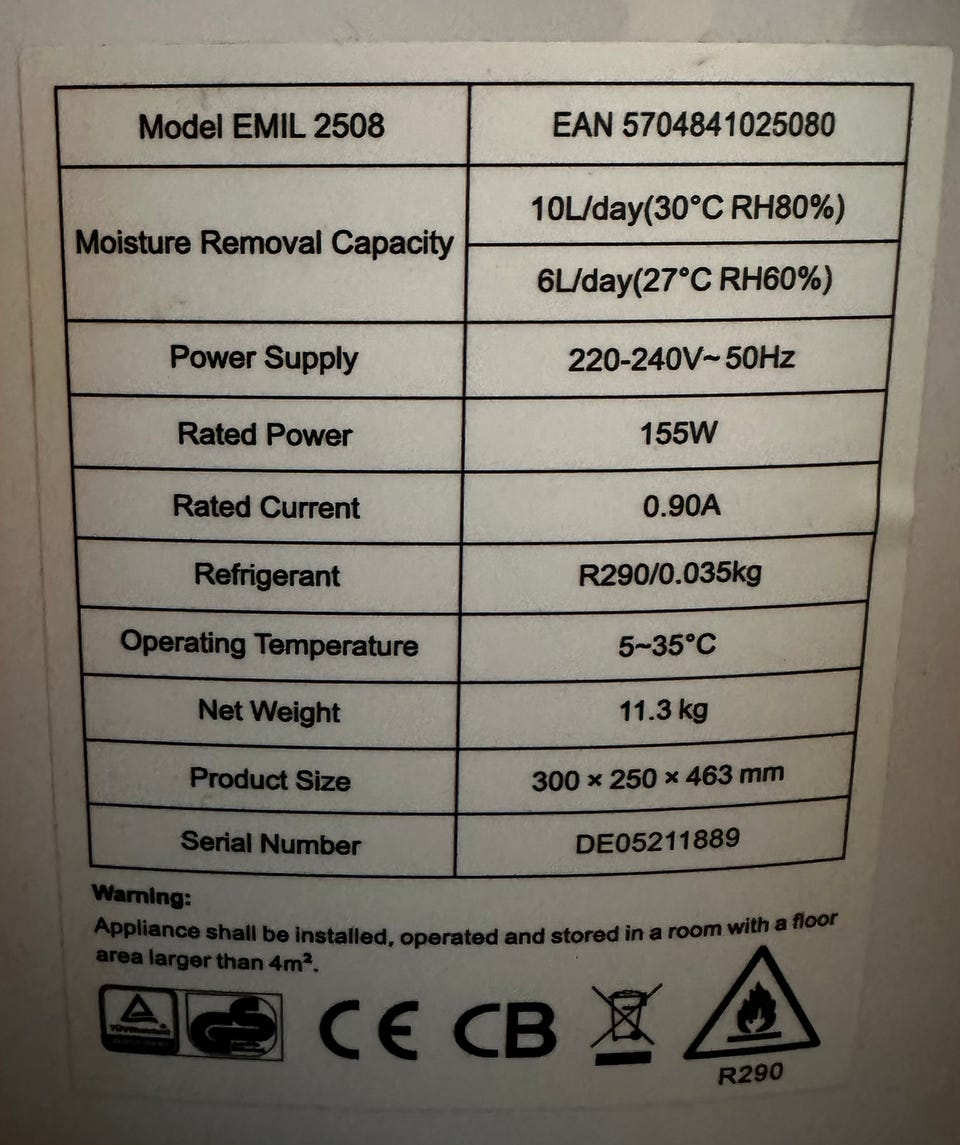 Model EMIL 2508
EAN 5704841025080
Moisture Removal Capacity
10L/day(30°C RH80%)
6L/day(27°C RH60%)
Power Supply
220-240V~50Hz
Rated Power
155W
Rated Current
0.90A
Refrigerant
R290/0.035kg
Operating Temperature
5~35°C
Net Weight
11.3 kg
Product Size
300 × 250 × 463 mm
Serial Number
DE05211889
Warning:
Appliance shall be installed, operated and stored in a room with a floor
area larger than 4m².
CE CB
R290